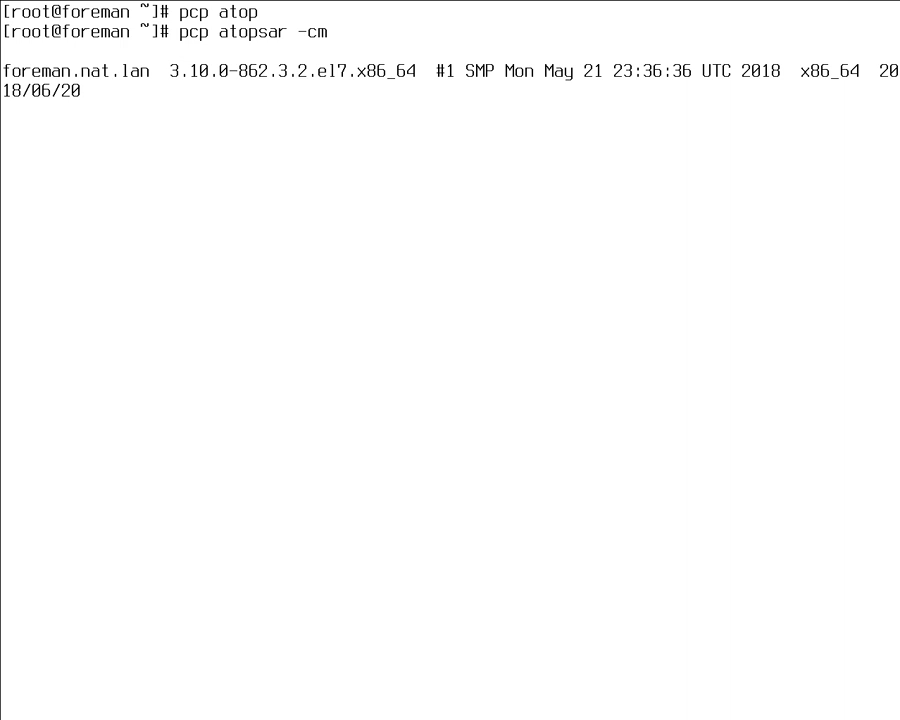 [root@foreman ~]# pcp atop
[root@foreman ~]# pcp atopsar -cm
foreman.nat.lan  3.10.0-862.3.2.el7.x86_64  #1 SMP Mon May 21 23:36:36 UTC 2018  x86_64  20
18/06/20